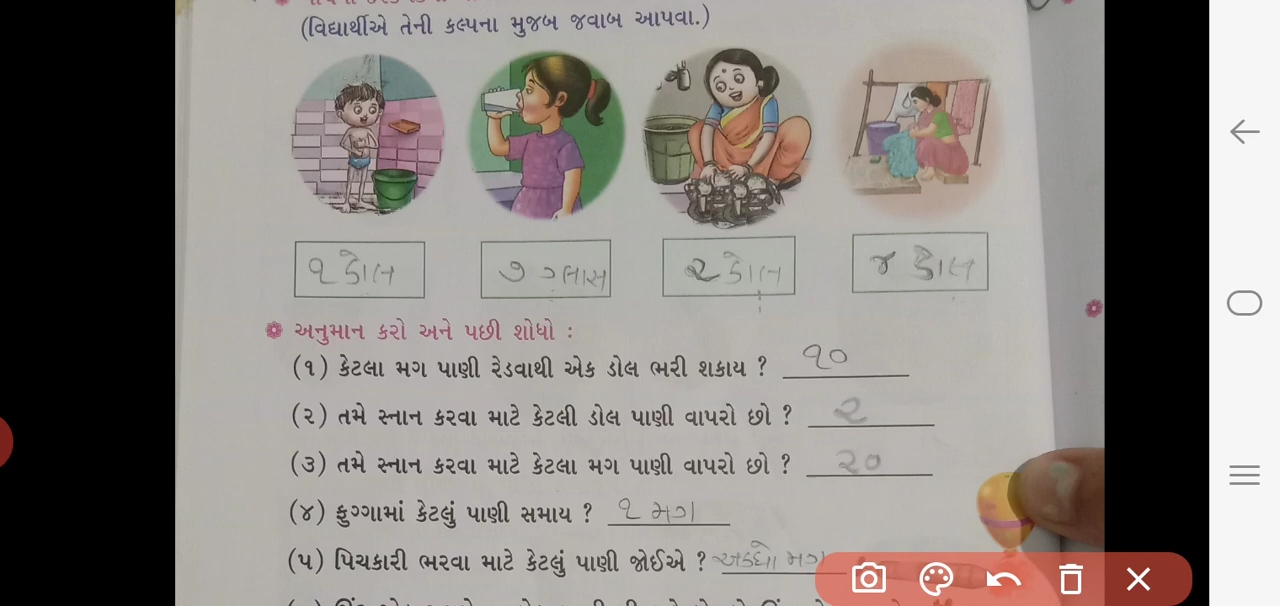 (વિદ્યાર્થીએ તેની કલ્પના મુજબ જવાબ આપવા.)
૧ ડોલ ૭ ગ્લાસ ૨ ડોલ ૪ ડોલ
અનુમાન કરો અને પછી શોધો :
(૧) કેટલા મગ પાણી રેડવાથી એક ડોલ ભરી શકાય ? ૧૦
(૨) તમે સ્નાન કરવા માટે કેટલી ડોલ પાણી વાપરો છો ? ૨
(૩) તમે સ્નાન કરવા માટે કેટલા મગ પાણી વાપરો છો ? ૨૦
(૪) ફુગ્ગામાં કેટલું પાણી સમાય ? ૧ મગ
(૫) પિચકારી ભરવા માટે કેટલું પાણી જોઈએ ? અડધો મગ